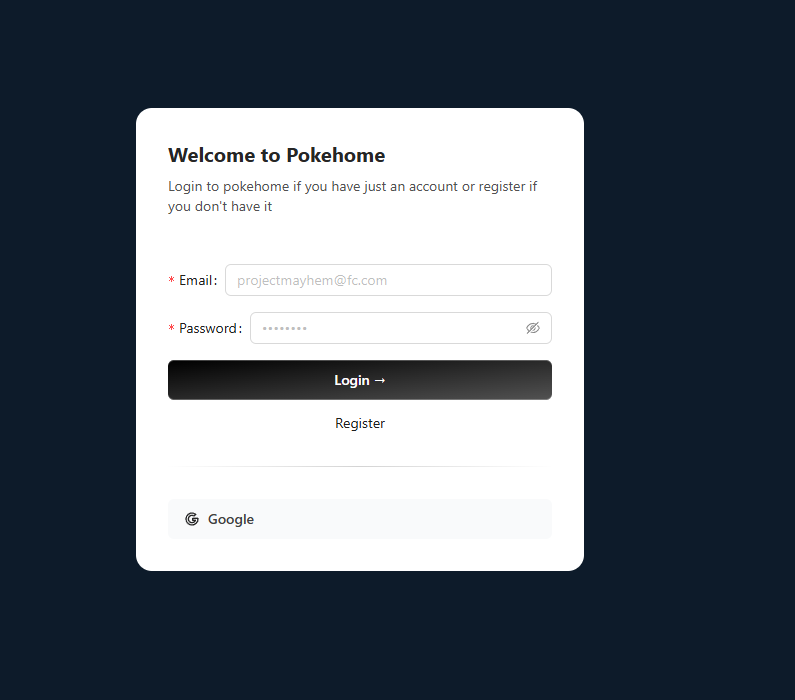 Welcome to Pokehome
Login to pokehome if you have just an account or register if
you don't have it
* Email:
projectmayhem@fc.com
* Password:
••••••••
Login →
Register
Google